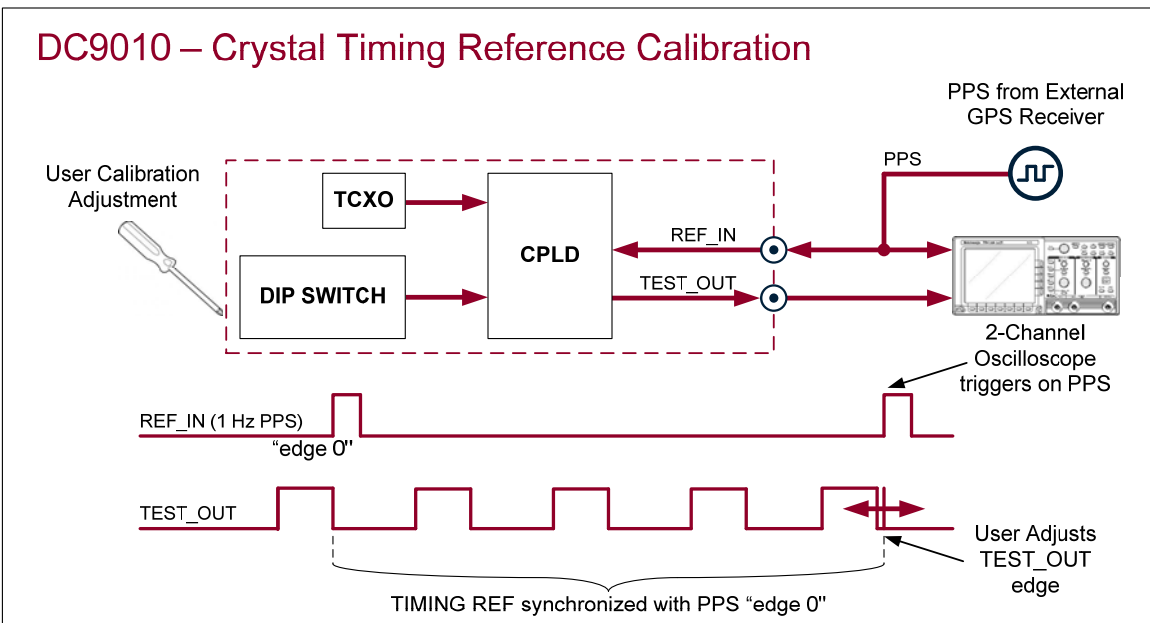 DC9010 – Crystal Timing Reference Calibration
PPS from External
GPS Receiver
User Calibration
Adjustment
PPS
TCXO
CPLD
REF_IN
DIP SWITCH
TEST_OUT
2-Channel
Oscilloscope
triggers on PPS
REF_IN (1 Hz PPS)
“edge 0"
TEST_OUT
User Adjusts
TEST_OUT
edge
TIMING REF synchronized with PPS “edge 0"